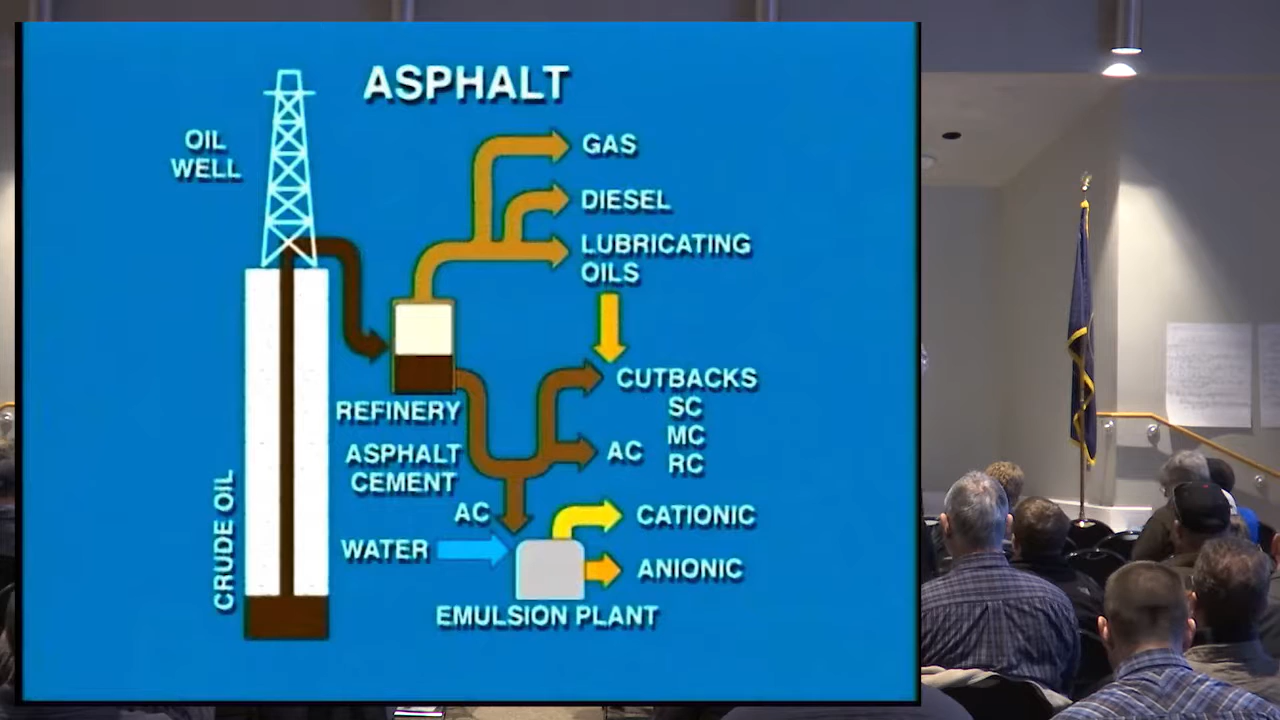 ASPHALT
OIL
WELL
GAS
DIESEL
LUBRICATING
OILS
CUTBACKS
SC
MC
RC
REFINERY
ASPHALT
CEMENT
AC
AC
WATER
CATIONIC
ANIONIC
EMULSION PLANT
CRUDE OIL